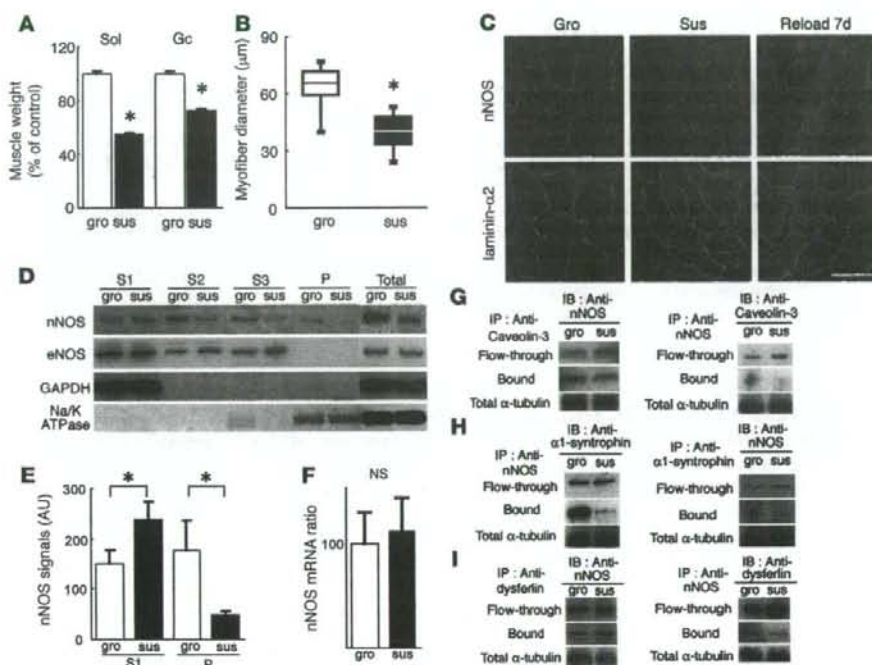 A
Sol Gc
Muscle weight
(% of control)
120
80
40
0
*
*
gro sus gro sus
B
Myofiber diameter (μm)
90
60
30
0
*
gro sus
C
Gro Sus Reload 7d
nNOS
laminin-α2
D
S1 S2 S3 P Total
gro sus gro sus gro sus gro sus gro sus
nNOS
eNOS
GAPDH
Na/K
ATPase
E
nNOS signals (AU)
300
200
100
0
*
*
gro sus gro sus
S1 P
F
NS
nNOS mRNA ratio
100
gro sus
G
IP : Anti-
Caveolin-3
IB : Anti-
nNOS
gro sus
Flow-through
Bound
Total α-tubulin
IP : Anti-
nNOS
IB : Anti-
Caveolin-3
gro sus
Flow-through
Bound
Total α-tubulin
H
IP : Anti-
nNOS
IB : Anti-
α1-syntrophin
gro sus
Flow-through
Bound
Total α-tubulin
IP : Anti-
α1-syntrophin
IB : Anti-
nNOS
gro sus
Flow-through
Bound
Total α-tubulin
I
IP : Anti-
dysferlin
IB : Anti-
nNOS
gro sus
Flow-through
Bound
Total α-tubulin
IP : Anti-
nNOS
IB : Anti-
dysferlin
gro sus
Flow-through
Bound
Total α-tubulin